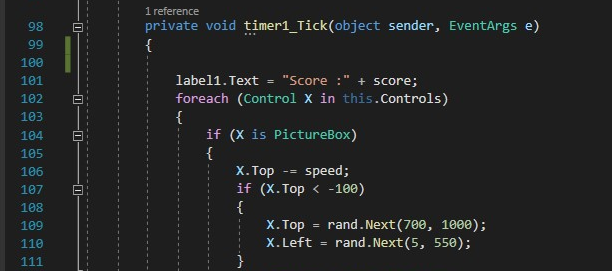 1 reference
98 private void timer1_Tick(object sender, EventArgs e)
99 {
100
101 label1.Text = "Score :" + score;
102 foreach (Control X in this.Controls)
103 {
104 if (X is PictureBox)
105 {
106 X.Top -= speed;
107 if (X.Top < -100)
108 {
109 X.Top = rand.Next(700, 1000);
110 X.Left = rand.Next(5, 550);
111 }